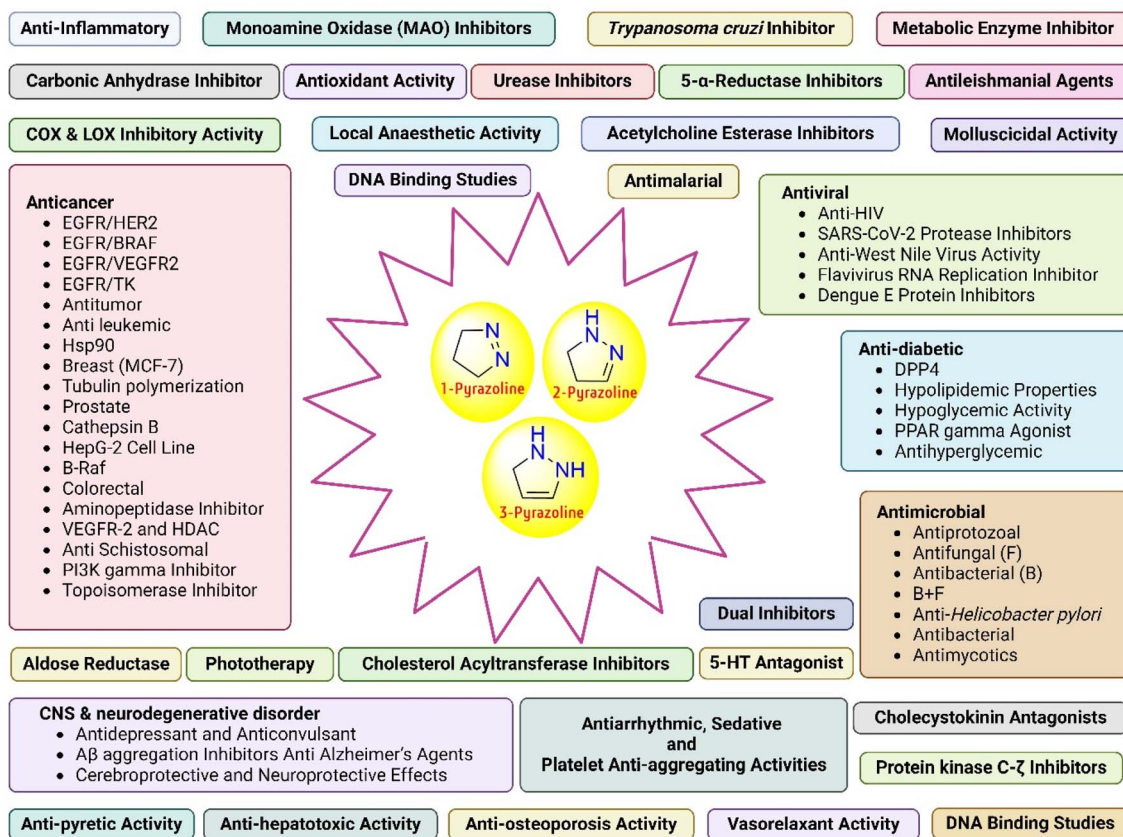 Anti-Inflammatory
Monoamine Oxidase (MAO) Inhibitors
Trypanosoma cruzi Inhibitor
Metabolic Enzyme Inhibitor
Carbonic Anhydrase Inhibitor
Antioxidant Activity
Urease Inhibitors
5-α-Reductase Inhibitors
Antileishmanial Agents
COX & LOX Inhibitory Activity
Local Anaesthetic Activity
Acetylcholine Esterase Inhibitors
Molluscicidal Activity
DNA Binding Studies
Antimalarial
Anticancer
• EGFR/HER2
• EGFR/BRAF
• EGFR/VEGFR2
• EGFR/TK
• Antitumor
• Anti leukemic
• Hsp90
• Breast (MCF-7)
• Tubulin polymerization
• Prostate
• Cathepsin B
• HepG-2 Cell Line
• B-Raf
• Colorectal
• Aminopeptidase Inhibitor
• VEGFR-2 and HDAC
• Anti Schistosomal
• PI3K gamma Inhibitor
• Topoisomerase Inhibitor
N
N
1-Pyrazoline
H
N
N
2-Pyrazoline
H
N
NH
3-Pyrazoline
Antiviral
• Anti-HIV
• SARS-CoV-2 Protease Inhibitors
• Anti-West Nile Virus Activity
• Flavivirus RNA Replication Inhibitor
• Dengue E Protein Inhibitors
Anti-diabetic
• DPP4
• Hypolipidemic Properties
• Hypoglycemic Activity
• PPAR gamma Agonist
• Antihyperglycemic
Antimicrobial
• Antiprotozoal
• Antifungal (F)
• Antibacterial (B)
• B+F
• Anti-Helicobacter pylori
• Antibacterial
• Antimycotics
Dual Inhibitors
Aldose Reductase
Phototherapy
Cholesterol Acyltransferase Inhibitors
5-HT Antagonist
CNS & neurodegenerative disorder
• Antidepressant and Anticonvulsant
• Aβ aggregation Inhibitors Anti Alzheimer's Agents
• Cerebroprotective and Neuroprotective Effects
Antiarrhythmic, Sedative
and
Platelet Anti-aggregating Activities
Cholecystokinin Antagonists
Protein kinase C-ζ Inhibitors
Anti-pyretic Activity
Anti-hepatotoxic Activity
Anti-osteoporosis Activity
Vasorelaxant Activity
DNA Binding Studies